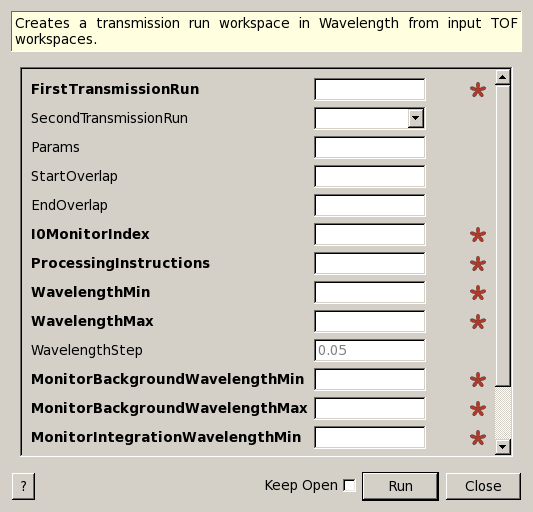 Creates a transmission run workspace in Wavelength from input TOF
workspaces.
FirstTransmissionRun
SecondTransmissionRun
Params
StartOverlap
EndOverlap
I0MonitorIndex
ProcessingInstructions
WavelengthMin
WavelengthMax
WavelengthStep 0.05
MonitorBackgroundWavelengthMin
MonitorBackgroundWavelengthMax
MonitorIntegrationWavelengthMin
? Keep Open Run Close